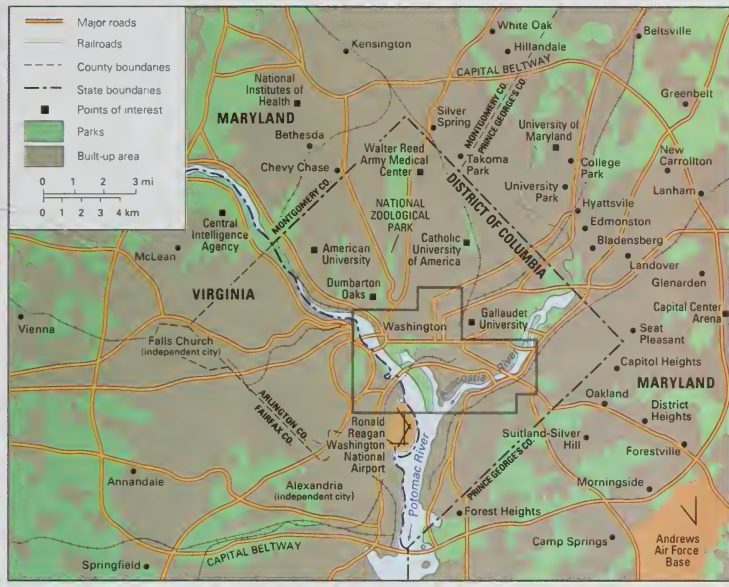 Major roads
Railroads
County boundaries
State boundaries
Points of interest
Parks
Built-up area
0 1 2 3 mi
0 1 2 3 4 km
White Oak
Beltsville
Kensington
Hillandale
CAPITAL BELTWAY
National
Institutes of
Health
MARYLAND
Greenbelt
Silver
Spring
MONTGOMERY CO.
PRINCE GEORGE'S CO.
University of
Maryland
Bethesda
Walter Reed
Army Medical
Center
Takoma
Park
College
Park
New
Carrollton
Chevy Chase
University
Park
Lanham
MONTGOMERY CO.
NATIONAL
ZOOLOGICAL
PARK
DISTRICT OF COLUMBIA
Hyattsville
Central
Intelligence
Agency
Edmonston
American
University
Catholic
University
of America
Bladensberg
McLean
Landover
Dumbarton
Oaks
Glenarden
VIRGINIA
Gallaudet
University
Capital Center
Arena
Vienna
Washington
Seat
Pleasant
Falls Church
(independent city)
Anacostia River
Capitol Heights
MARYLAND
ARLINGTON CO.
FAIRFAX CO.
Oakland
District
Heights
Ronald
Reagan
Washington
National
Airport
Suitland-Silver
Hill
Forestville
Potomac River
PRINCE GEORGE'S CO.
Annandale
Alexandria
(independent city)
Morningside
Forest Heights
CAPITAL BELTWAY
Camp Springs
Andrews
Air Force
Base
Springfield